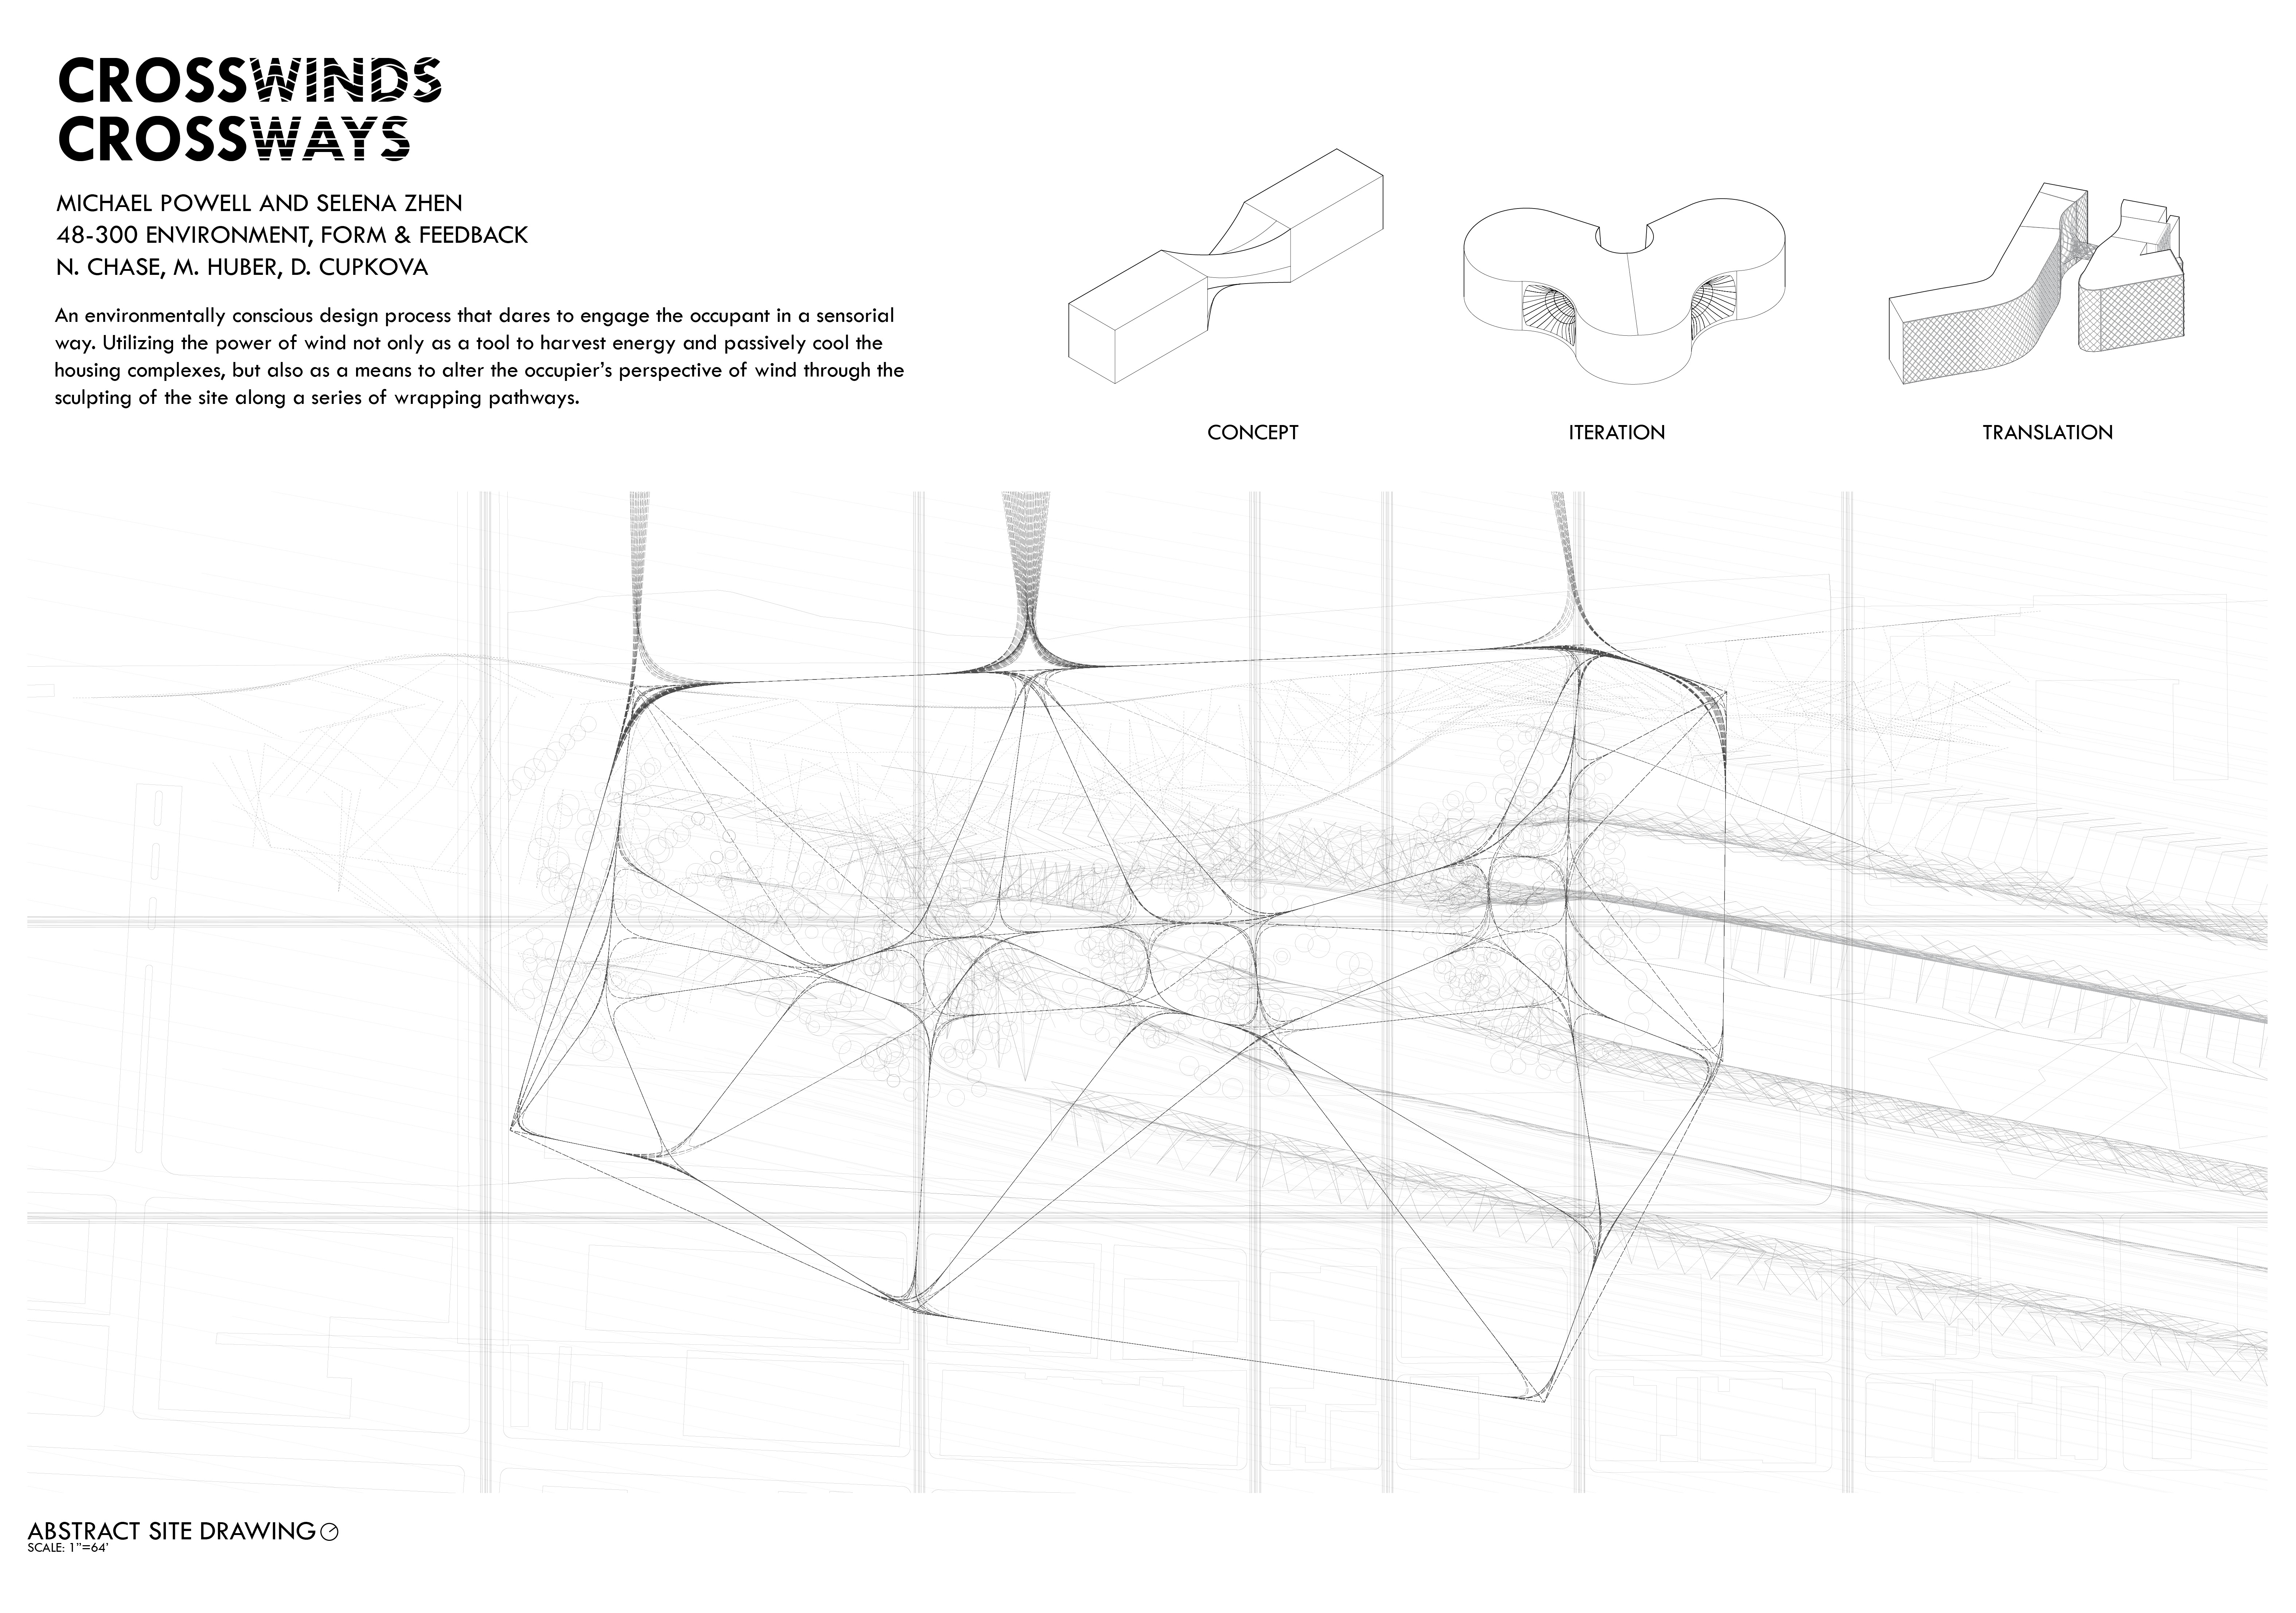 CROSSWINDS
CROSSWAYS
MICHAEL POWELL AND SELENA ZHEN
48-300 ENVIRONMENT, FORM & FEEDBACK
N. CHASE, M. HUBER, D. CUPKOVA
An environmentally conscious design process that dares to engage the occupant in a sensorial
way. Utilizing the power of wind not only as a tool to harvest energy and passively cool the
housing complexes, but also as a means to alter the occupier's perspective of wind through the
sculpting of the site along a series of wrapping pathways.
CONCEPT
ITERATION
TRANSLATION
ABSTRACT SITE DRAWING
SCALE: 1"=64'